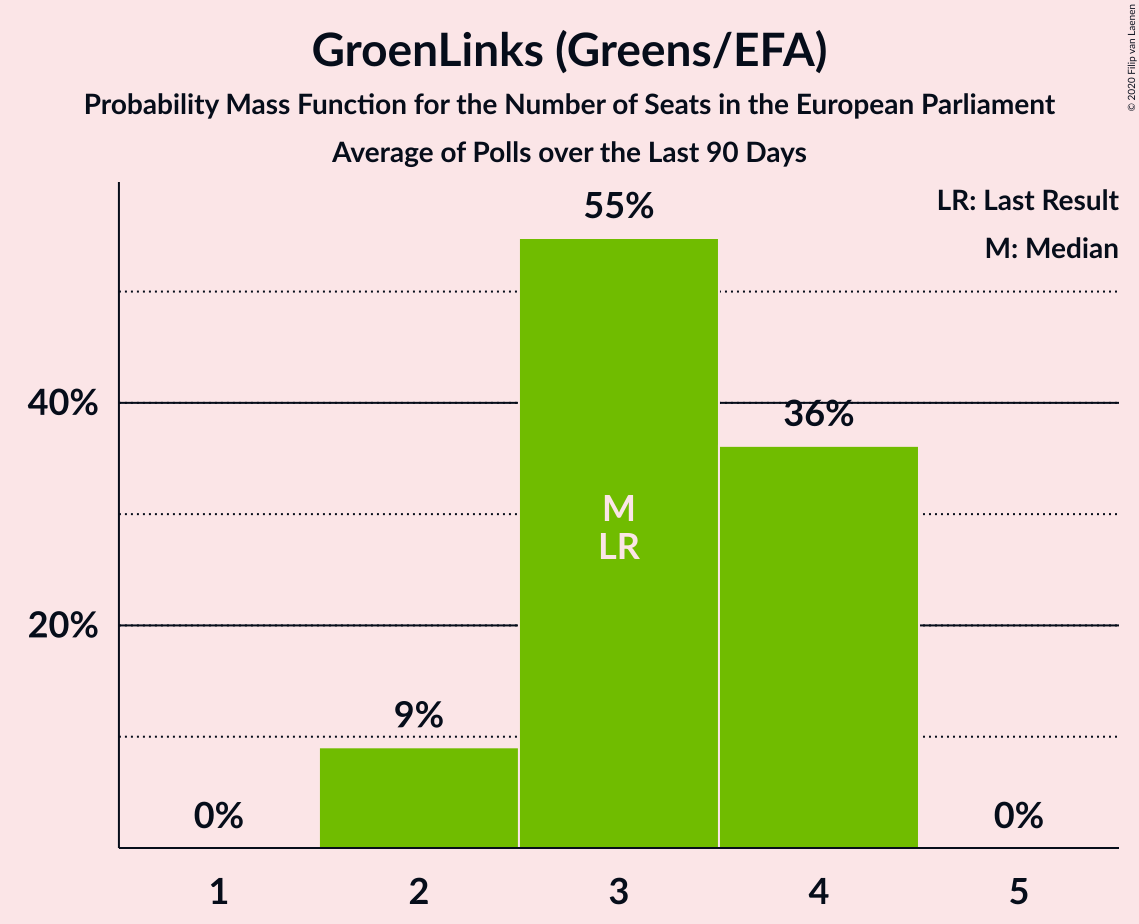 GroenLinks (Greens/EFA)
Probability Mass Function for the Number of Seats in the European Parliament
Average of Polls over the Last 90 Days
© 2020 Filip van Laenen
LR: Last Result
M: Median
55%
40%
36%
M
LR
20%
9%
0%
0%
1
2
3
4
5